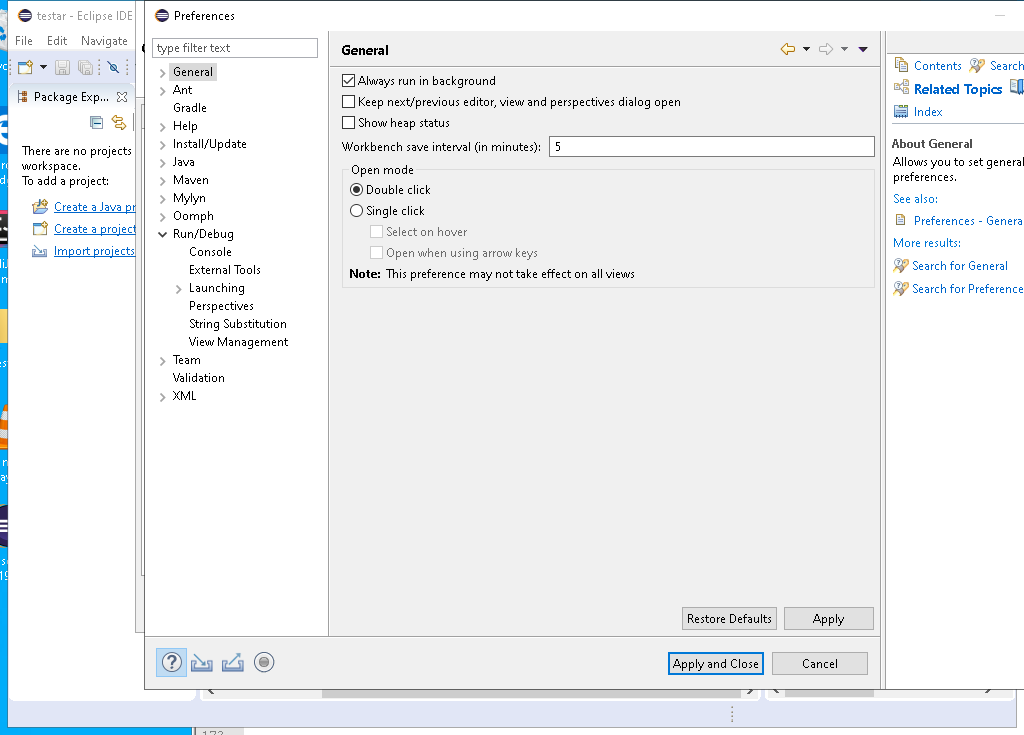 testar - Eclipse IDE
File Edit Navigate
Package Exp...
There are no projects
workspace.
To add a project:
Create a Java pr
Create a project
Import projects
Preferences
type filter text
General
Ant
Gradle
Help
Install/Update
Java
Maven
Mylyn
Oomph
Run/Debug
Console
External Tools
Launching
Perspectives
String Substitution
View Management
Team
Validation
XML
General
Always run in background
Keep next/previous editor, view and perspectives dialog open
Show heap status
Workbench save interval (in minutes): 5
Open mode
Double click
Single click
Select on hover
Open when using arrow keys
Note: This preference may not take effect on all views
Restore Defaults Apply
Apply and Close Cancel
Contents Search
Related Topics
Index
About General
Allows you to set general
preferences.
See also:
Preferences - Genera
More results:
Search for General
Search for Preference